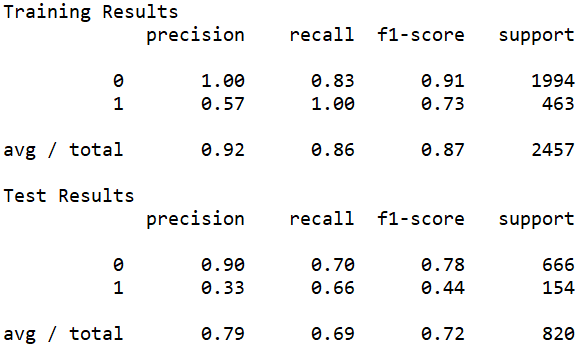 Training Results
precision recall f1-score support
0 1.00 0.83 0.91 1994
1 0.57 1.00 0.73 463
avg / total 0.92 0.86 0.87 2457
Test Results
precision recall f1-score support
0 0.90 0.70 0.78 666
1 0.33 0.66 0.44 154
avg / total 0.79 0.69 0.72 820